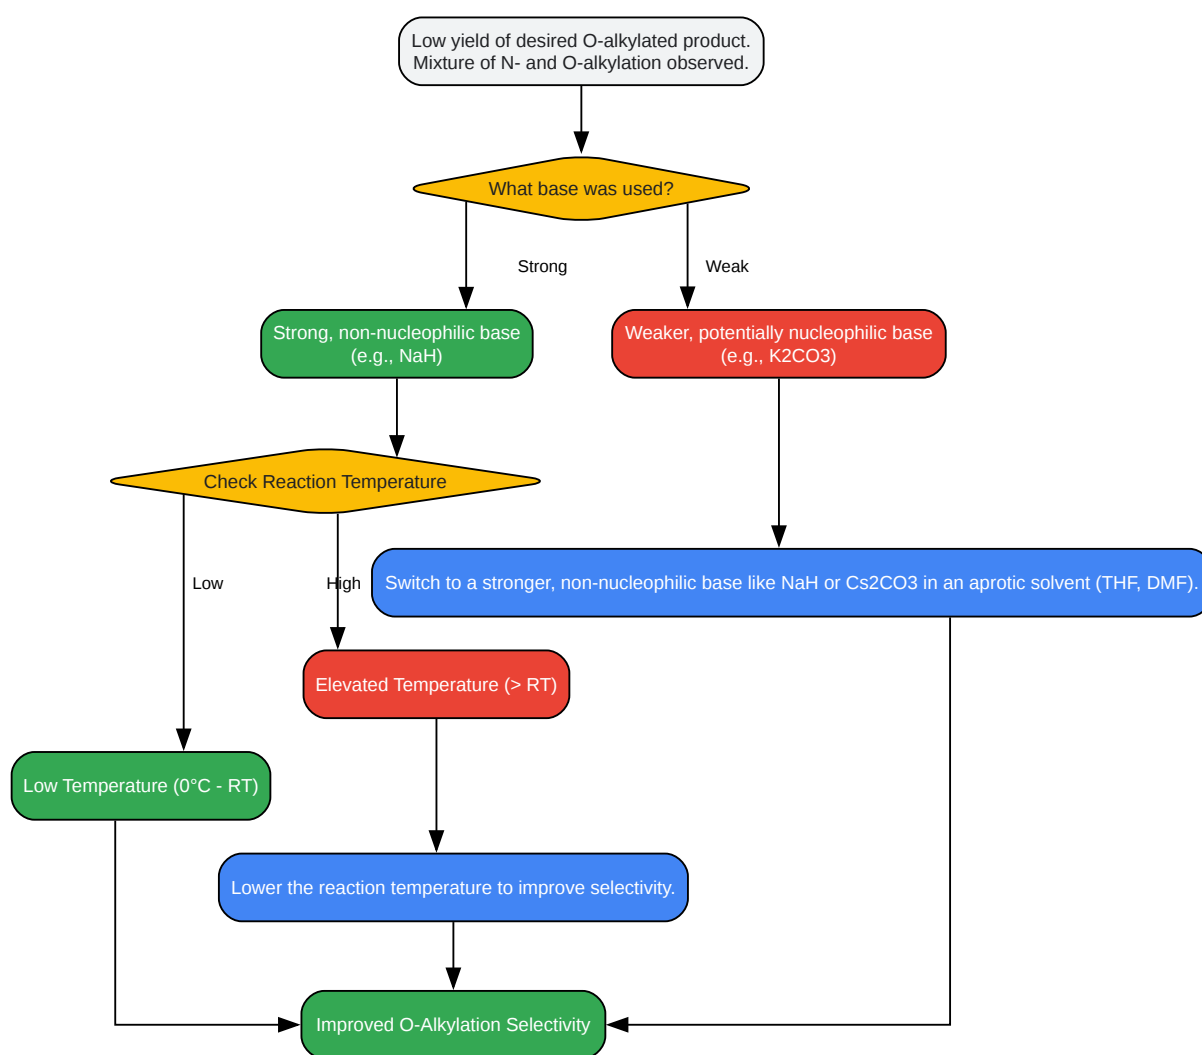 Low yield of desired O-alkylated product.
Mixture of N- and O-alkylation observed.
What base was used?
Strong
Weak
Strong, non-nucleophilic base
(e.g., NaH)
Weaker, potentially nucleophilic base
(e.g., K2CO3)
Check Reaction Temperature
Low
High
Switch to a stronger, non-nucleophilic base like NaH or Cs2CO3 in an aprotic solvent (THF, DMF).
Elevated Temperature (> RT)
Low Temperature (0°C - RT)
Lower the reaction temperature to improve selectivity.
Improved O-Alkylation Selectivity